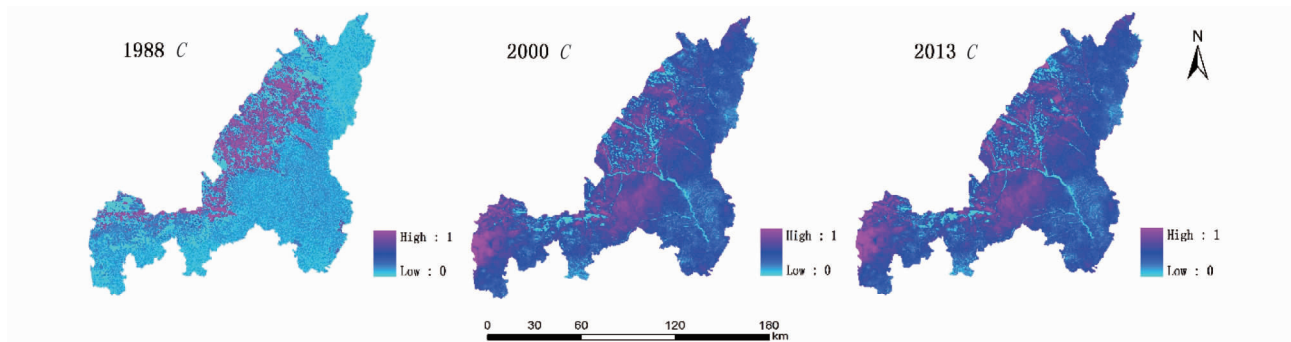 1988 C
2000 C
2013 C
N
High : 1
Low : 0
High : 1
Low : 0
High : 1
Low : 0
0 30 60 120 180
km